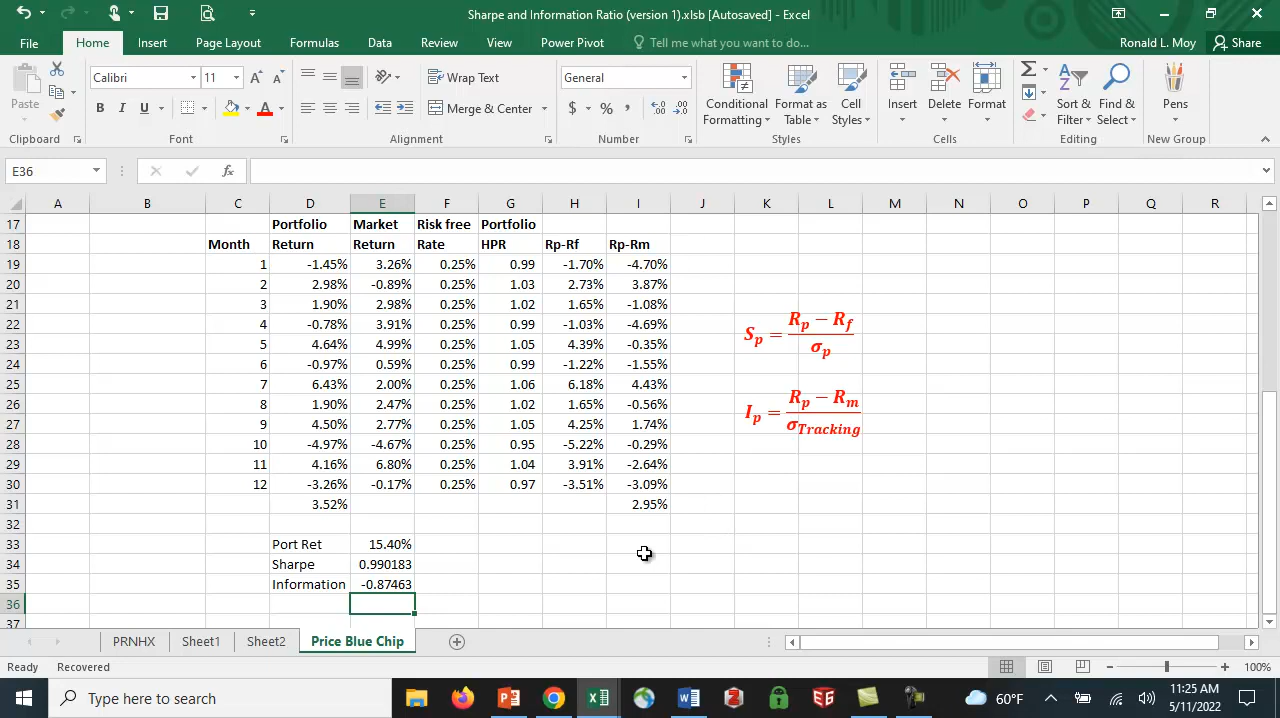 Sharpe and Information Ratio (version 1).xlsb [Autosaved] - Excel
File Home Insert Page Layout Formulas Data Review View Power Pivot Tell me what you want to do... Ronald L. Moy Share
Calibri 11 Wrap Text General
Paste B I U A Merge & Center $ % , Conditional Formatting Format as Table Cell Styles Insert Delete Format Sort & Filter Find & Select Pens
Clipboard Font Alignment Number Styles Cells Editing New Group
E36 fx
A B C D E F G H I J K L M N O P Q R
17 Portfolio Market Risk free Portfolio
18 Month Return Return Rate HPR Rp-Rf Rp-Rm
19 1 -1.45% 3.26% 0.25% 0.99 -1.70% -4.70%
20 2 2.98% -0.89% 0.25% 1.03 2.73% 3.87%
21 3 1.90% 2.98% 0.25% 1.02 1.65% -1.08%
22 4 -0.78% 3.91% 0.25% 0.99 -1.03% -4.69%
23 5 4.64% 4.99% 0.25% 1.05 4.39% -0.35%
24 6 -0.97% 0.59% 0.25% 0.99 -1.22% -1.55%
25 7 6.43% 2.00% 0.25% 1.06 6.18% 4.43%
26 8 1.90% 2.47% 0.25% 1.02 1.65% -0.56%
27 9 4.50% 2.77% 0.25% 1.05 4.25% 1.74%
28 10 -4.97% -4.67% 0.25% 0.95 -5.22% -0.29%
29 11 4.16% 6.80% 0.25% 1.04 3.91% -2.64%
30 12 -3.26% -0.17% 0.25% 0.97 -3.51% -3.09%
31 3.52% 2.95%
32
33 Port Ret 15.40%
34 Sharpe 0.990183
35 Information -0.87463
36
37
Sp = Rp − Rf / σp
Ip = Rp − Rm / σTracking
PRNHX Sheet1 Sheet2 Price Blue Chip
Ready Recovered 100%
Type here to search 60°F 11:25 AM
5/11/2022